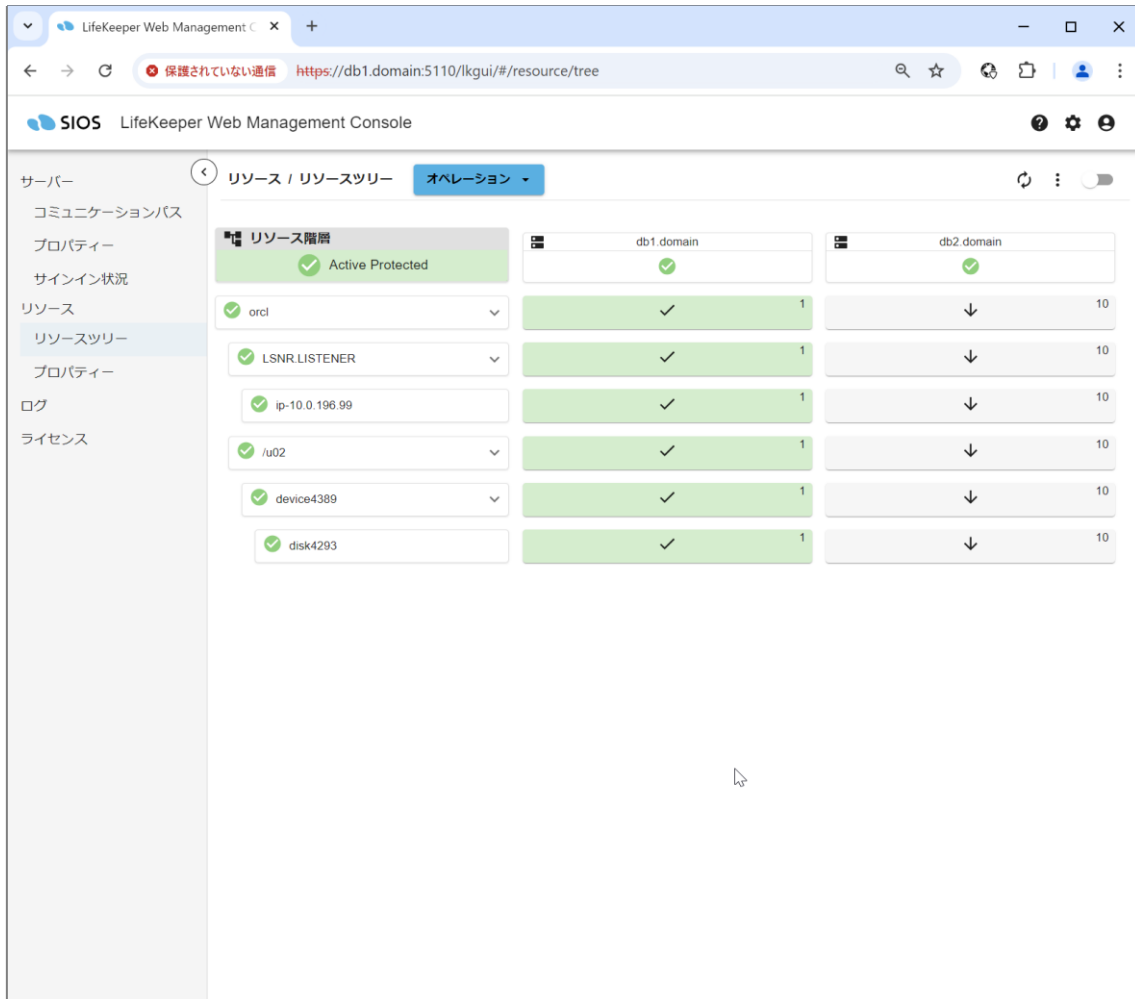 LifeKeeper Web Management C
保護されていない通信 https://db1.domain:5110/lkgui/#/resource/tree
SIOS LifeKeeper Web Management Console
サーバー
コミュニケーションパス
プロパティー
サインイン状況
リソース
リソースツリー
プロパティー
ログ
ライセンス
リソース / リソースツリー オペレーション
リソース階層 db1.domain db2.domain
Active Protected
orcl 1 10
LSNR.LISTENER 1 10
ip-10.0.196.99 1 10
/u02 1 10
device4389 1 10
disk4293 1 10